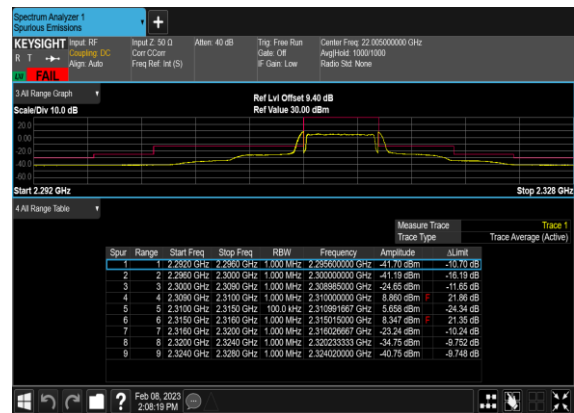 Spectrum Analyzer 1
Spurious Emissions
+
KEYSIGHT Input: RF Input Z: 50 Ω Atten: 40 dB Trig: Free Run Center Freq: 22.005000000 GHz
R T Coupling: DC Corr CCorr Gate: Off Avg|Hold: 1000/1000
Align: Auto Freq Ref: Int (S) IF Gain: Low Radio Std: None
LV FAIL
3 All Range Graph
Ref Lvl Offset 9.40 dB
Scale/Div 10.0 dB Ref Value 30.00 dBm
20.0
0.00
-20.0
-40.0
-60.0
Start 2.292 GHz Stop 2.328 GHz
4 All Range Table
Measure Trace Trace 1
Trace Type Trace Average (Active)
Spur Range Start Freq Stop Freq RBW Frequency Amplitude ΔLimit
1 1 2.2920 GHz 2.2960 GHz 1.000 MHz 2.295600000 GHz -41.70 dBm -10.70 dB
2 2 2.2960 GHz 2.3000 GHz 1.000 MHz 2.300000000 GHz -41.19 dBm -16.19 dB
3 3 2.3000 GHz 2.3090 GHz 1.000 MHz 2.308985000 GHz -24.65 dBm -11.65 dB
4 4 2.3090 GHz 2.3100 GHz 1.000 MHz 2.310000000 GHz 8.860 dBm F 21.86 dB
5 5 2.3100 GHz 2.3150 GHz 100.0 kHz 2.310991667 GHz 5.658 dBm -24.34 dB
6 6 2.3150 GHz 2.3160 GHz 1.000 MHz 2.315015000 GHz 8.347 dBm F 21.35 dB
7 7 2.3160 GHz 2.3200 GHz 1.000 MHz 2.316026667 GHz -23.24 dBm -10.24 dB
8 8 2.3200 GHz 2.3240 GHz 1.000 MHz 2.320233333 GHz -34.75 dBm -9.752 dB
9 9 2.3240 GHz 2.3280 GHz 1.000 MHz 2.324020000 GHz -40.75 dBm -9.748 dB
? Feb 08, 2023
2:08:19 PM